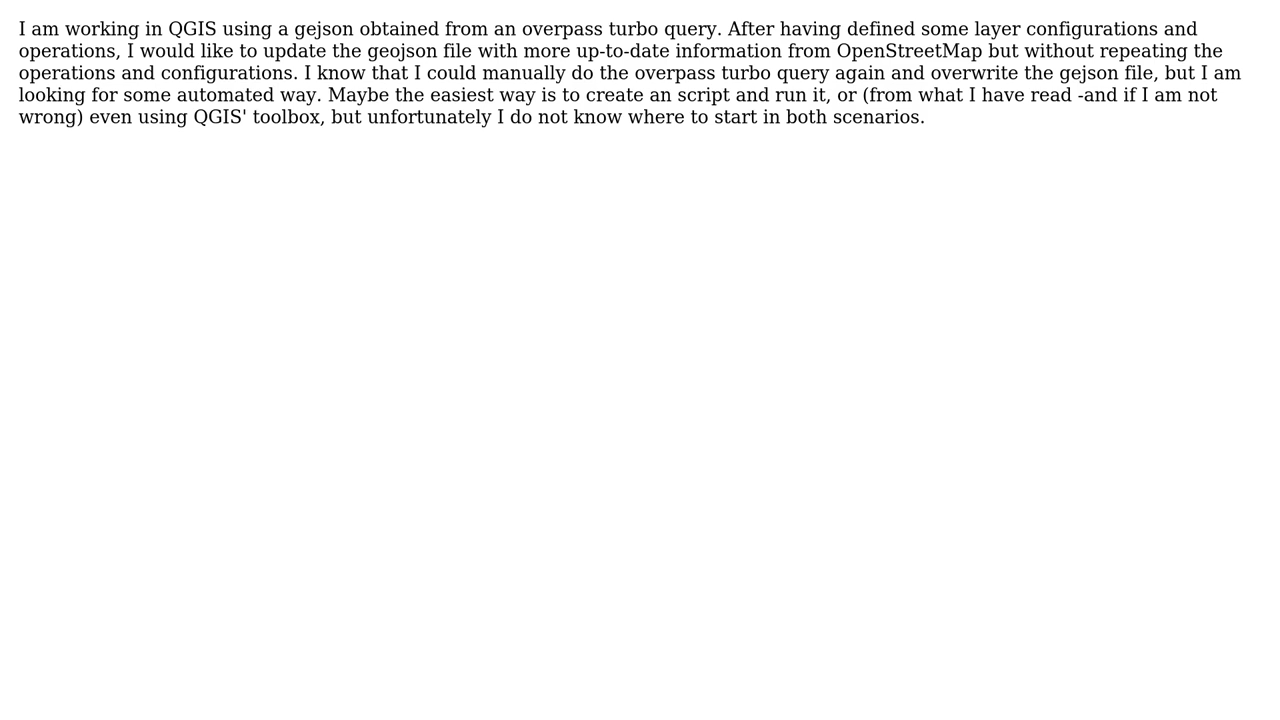 I am working in QGIS using a gejson obtained from an overpass turbo query. After having defined some layer configurations and
operations, I would like to update the geojson file with more up-to-date information from OpenStreetMap but without repeating the
operations and configurations. I know that I could manually do the overpass turbo query again and overwrite the gejson file, but I am
looking for some automated way. Maybe the easiest way is to create an script and run it, or (from what I have read -and if I am not
wrong) even using QGIS' toolbox, but unfortunately I do not know where to start in both scenarios.